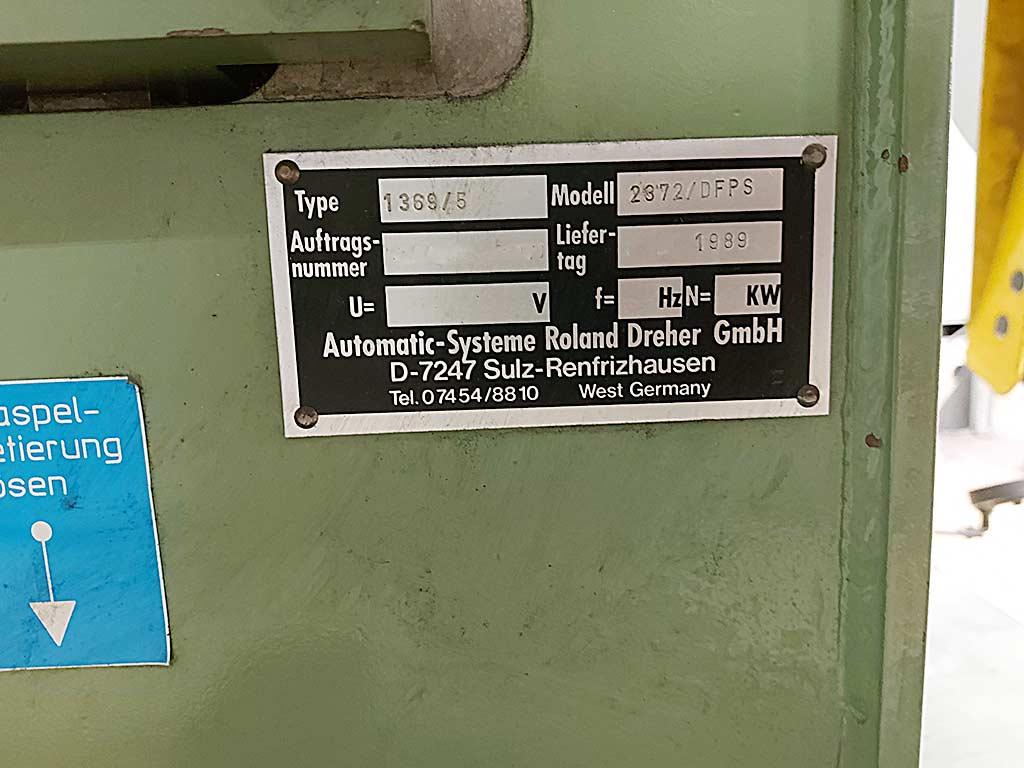 Type 1369/5 Modell 2372/DFPS
Auftrags-
nummer
Liefer-
tag 1989
U= V f= Hz N= KW
Automatic-Systeme Roland Dreher GmbH
D-7247 Sulz-Renfrizhausen
Tel. 07454/8810 West Germany
aspel-
etierung
ösen